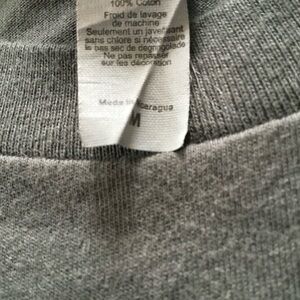 100% Coton
Froid de lavage
de machine
Seulement un javellisant
sans chlore si nécessaire
le pas sec de degringolade
Ne pas repasser
sur les décoration
Made in Nicaragua
M